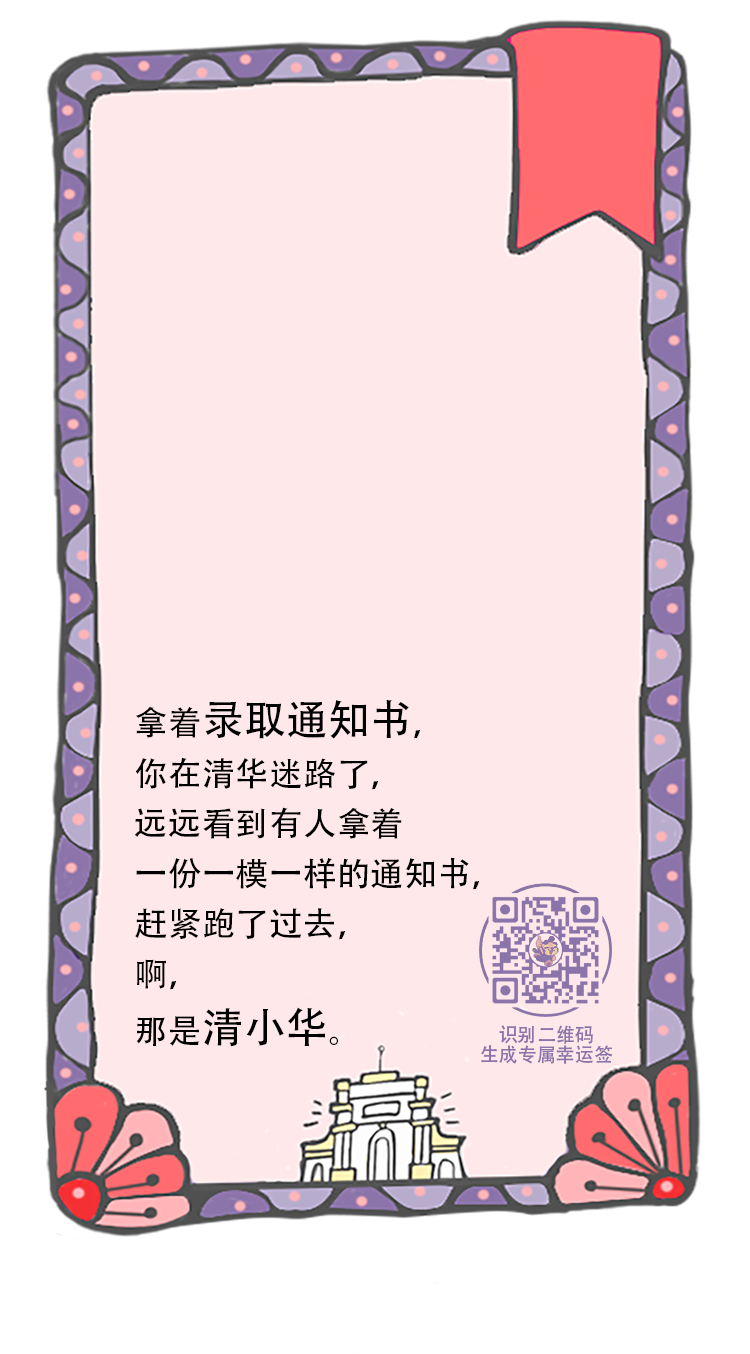 拿着录取通知书，
你在清华迷路了，
远远看到有人拿着
一份一模一样的通知书，
赶紧跑了过去，
啊，
那是清小华。
识别二维码
生成专属幸运签